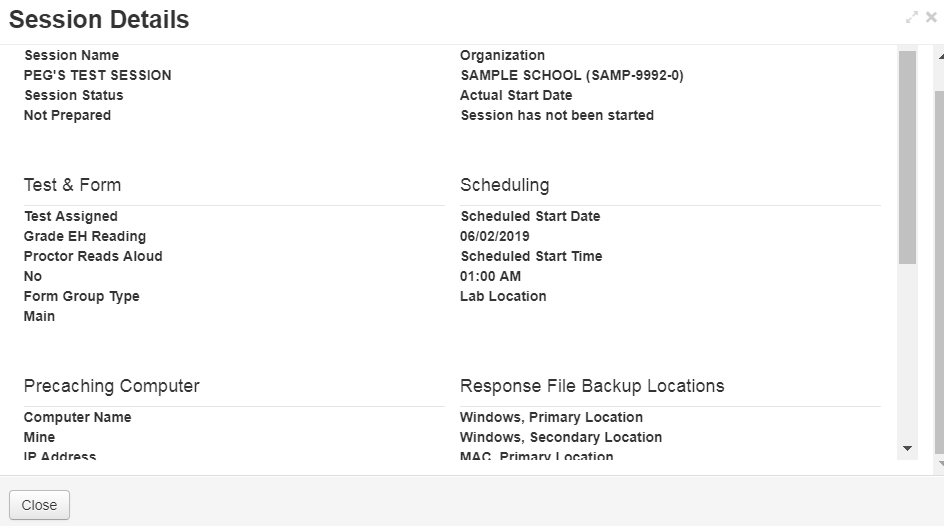 Session Details
Session Name
PEG'S TEST SESSION
Session Status
Not Prepared
Organization
SAMPLE SCHOOL (SAMP-9992-0)
Actual Start Date
Session has not been started
Test & Form
Test Assigned
Grade EH Reading
Proctor Reads Aloud
No
Form Group Type
Main
Scheduling
Scheduled Start Date
06/02/2019
Scheduled Start Time
01:00 AM
Lab Location
Precaching Computer
Computer Name
Mine
IP Address
Response File Backup Locations
Windows, Primary Location
Windows, Secondary Location
MAC, Primary Location
Close